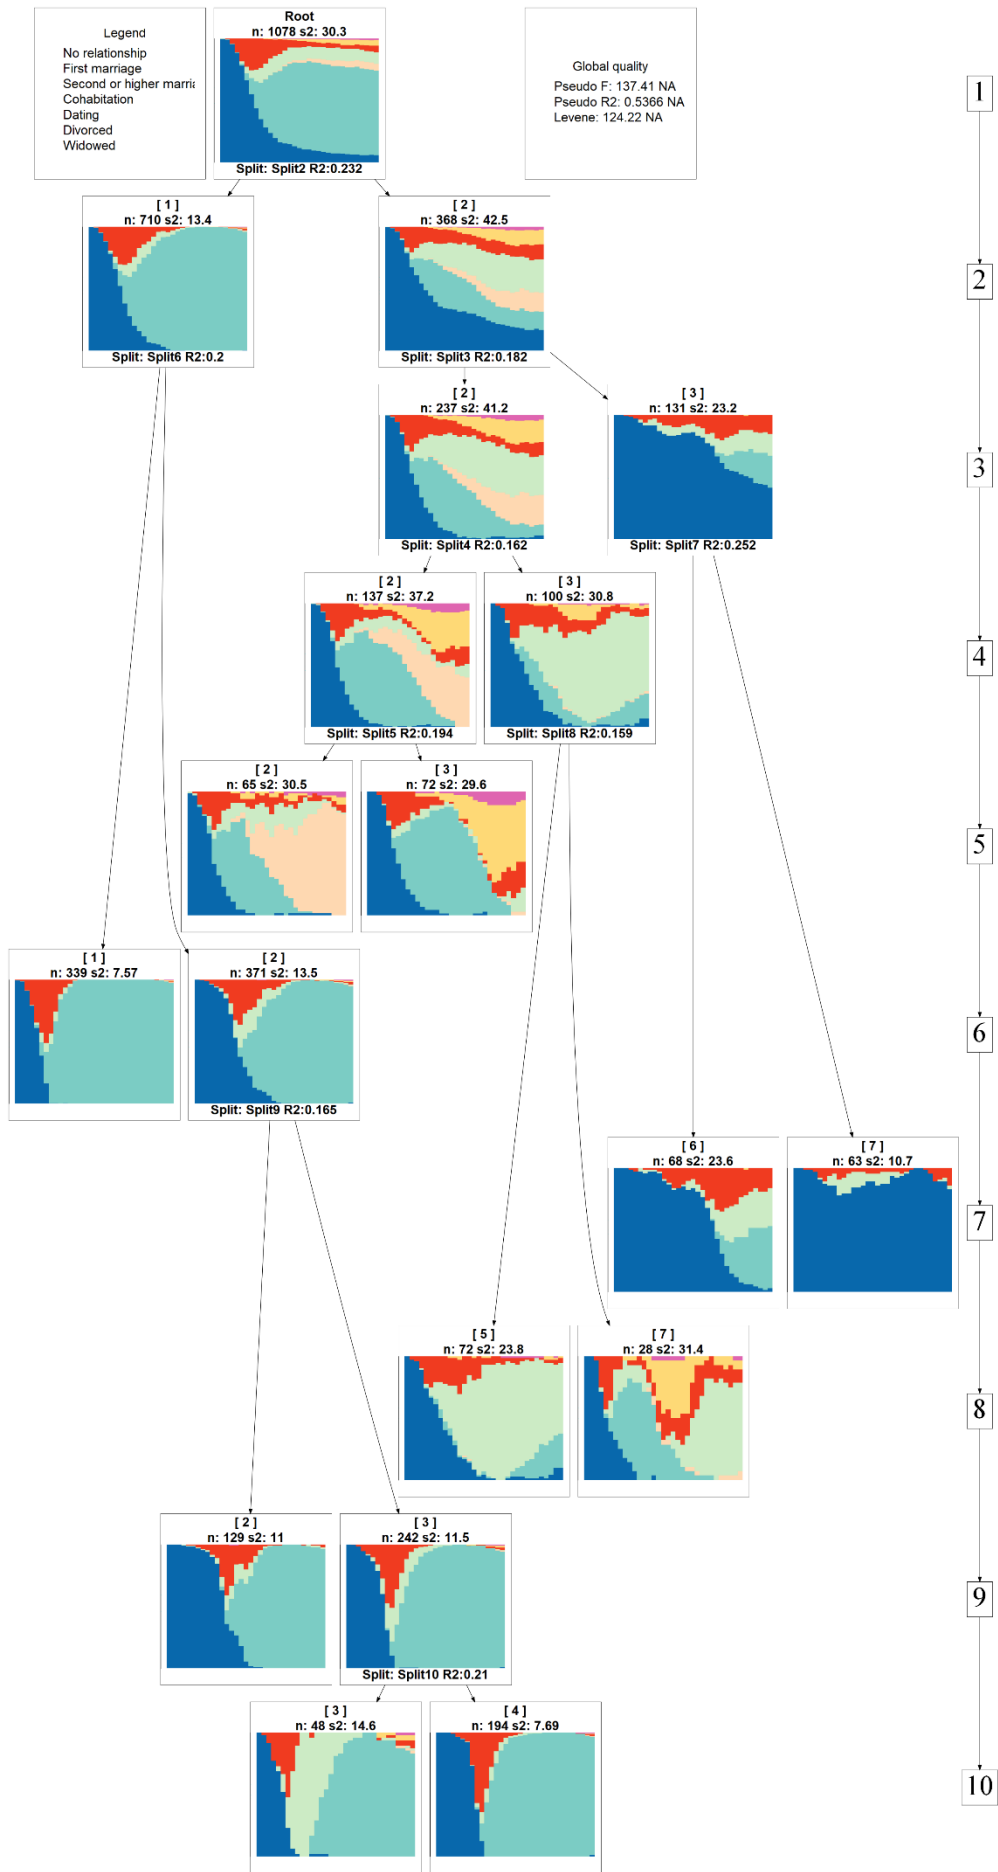 Legend
No relationship
First marriage
Second or higher marria
Cohabitation
Dating
Divorced
Widowed
Root
n: 1078 s2: 30.3
Split: Split2 R2:0.232
Global quality
Pseudo F: 137.41 NA
Pseudo R2: 0.5366 NA
Levene: 124.22 NA
1
[ 1 ]
n: 710 s2: 13.4
Split: Split6 R2:0.2
[ 2 ]
n: 368 s2: 42.5
Split: Split3 R2:0.182
2
[ 2 ]
n: 237 s2: 41.2
Split: Split4 R2:0.162
[ 3 ]
n: 131 s2: 23.2
Split: Split7 R2:0.252
3
[ 2 ]
n: 137 s2: 37.2
Split: Split5 R2:0.194
[ 3 ]
n: 100 s2: 30.8
Split: Split8 R2:0.159
4
[ 2 ]
n: 65 s2: 30.5
[ 3 ]
n: 72 s2: 29.6
5
[ 1 ]
n: 339 s2: 7.57
[ 2 ]
n: 371 s2: 13.5
Split: Split9 R2:0.165
6
[ 6 ]
n: 68 s2: 23.6
[ 7 ]
n: 63 s2: 10.7
7
[ 5 ]
n: 72 s2: 23.8
[ 7 ]
n: 28 s2: 31.4
8
[ 2 ]
n: 129 s2: 11
[ 3 ]
n: 242 s2: 11.5
Split: Split10 R2:0.21
9
[ 3 ]
n: 48 s2: 14.6
[ 4 ]
n: 194 s2: 7.69
10